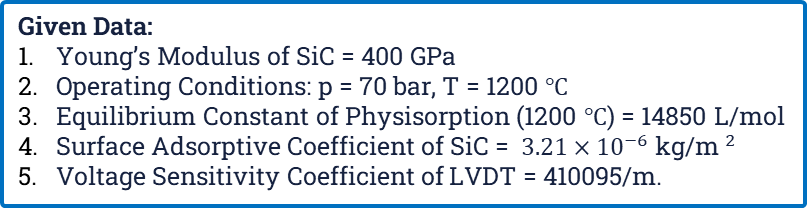 Given Data:
1. Young's Modulus of SiC = 400 GPa
2. Operating Conditions: p = 70 bar, T = 1200 °C
3. Equilibrium Constant of Physisorption (1200 °C) = 14850 L/mol
4. Surface Adsorptive Coefficient of SiC = 3.21 × 10⁻⁶ kg/m ²
5. Voltage Sensitivity Coefficient of LVDT = 410095/m.